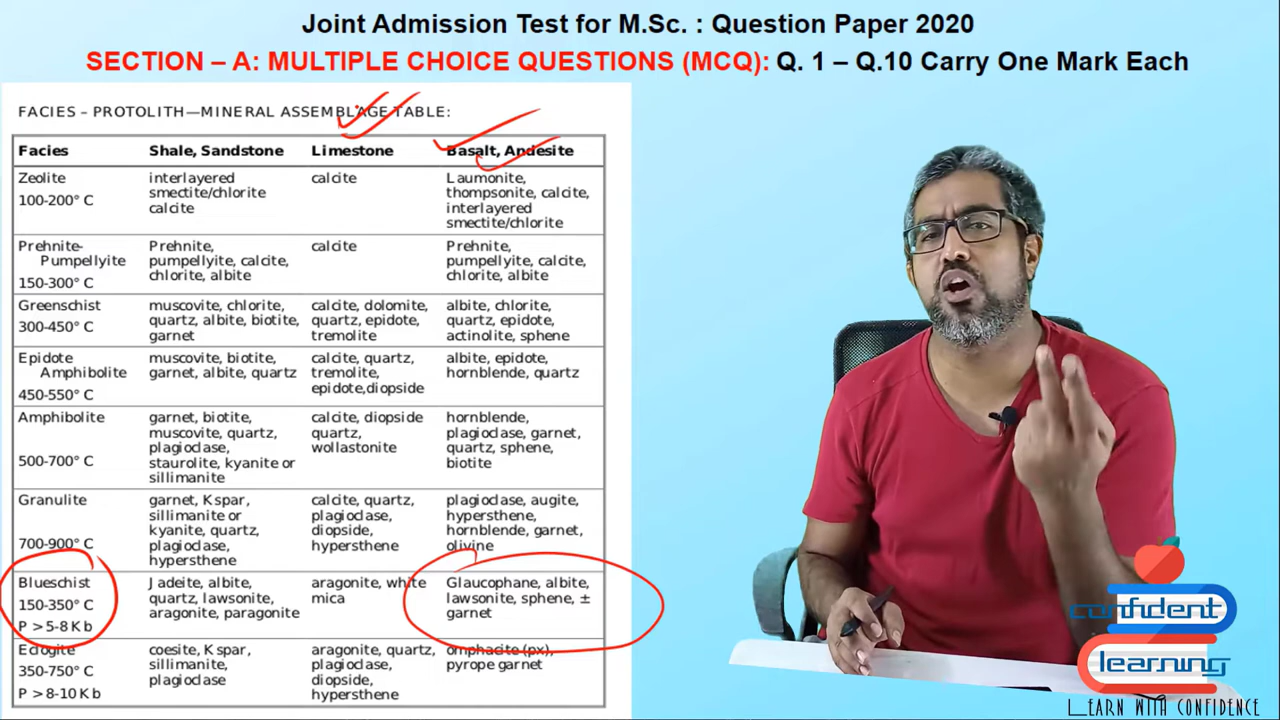 Joint Admission Test for M.Sc. : Question Paper 2020
SECTION – A: MULTIPLE CHOICE QUESTIONS (MCQ): Q. 1 – Q.10 Carry One Mark Each
FACIES – PROTOLITH—MINERAL ASSEMBLAGE TABLE:
Facies Shale, Sandstone Limestone Basalt, Andesite
Zeolite interlayered calcite Laumonite,
smectite/chlorite thompsonite, calcite,
100-200° C
calcite interlayered
smectite/chlorite
Prehnite- Prehnite, calcite Prehnite,
Pumpellyite pumpellyite, calcite, pumpellyite, calcite,
chlorite, albite chlorite, albite
150-300° C
Greenschist muscovite, chlorite, calcite, dolomite, albite, chlorite,
300-450° C quartz, albite, biotite, quartz, epidote, quartz, epidote,
garnet tremolite actinolite, sphene
Epidote muscovite, biotite, calcite, quartz, albite, epidote,
Amphibolite garnet, albite, quartz tremolite, hornblende, quartz
450-550° C epidote,diopside
Amphibolite garnet, biotite, calcite, diopside hornblende,
muscovite, quartz, quartz, plagioclase, garnet,
plagioclase, wollastonite quartz, sphene,
500-700° C staurolite, kyanite or biotite
sillimanite
Granulite garnet, K spar, calcite, quartz, plagioclase, augite,
sillimanite or plagioclase, hypersthene,
kyanite, quartz, diopside, hornblende, garnet,
700-900° C plagioclase, hypersthene olivine
hypersthene
Blueschist Jadeite, albite, aragonite, white Glaucophane, albite,
150-350° C quartz, lawsonite, mica lawsonite, sphene, ±
P > 5-8 K b aragonite, paragonite garnet
Eclogite coesite, K spar, aragonite, quartz, omphacite (px),
350-750° C sillimanite, plagioclase, pyrope garnet
plagioclase diopside,
P > 8-10 K b hypersthene
confident
learning
LEARN WITH CONFIDENCE